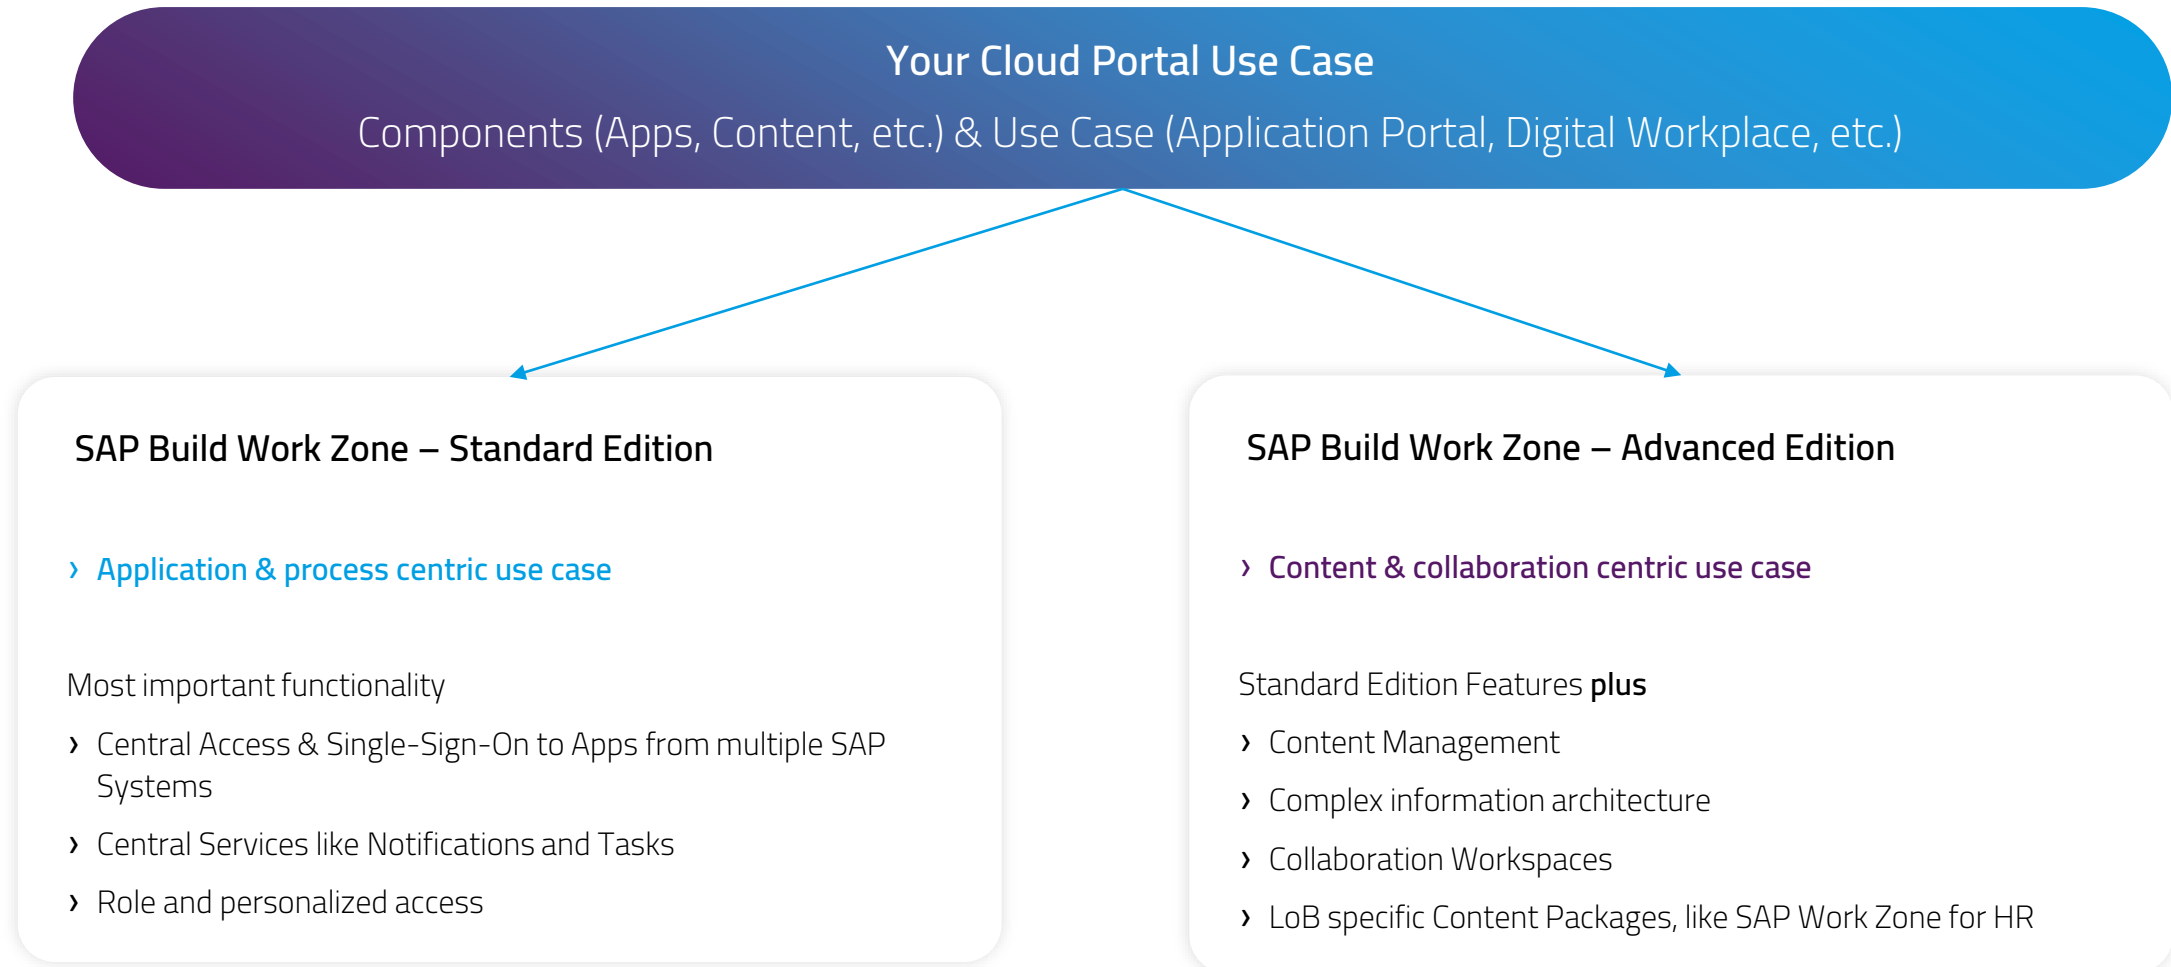 Your Cloud Portal Use Case
Components (Apps, Content, etc.) & Use Case (Application Portal, Digital Workplace, etc.)
SAP Build Work Zone – Standard Edition
› Application & process centric use case
Most important functionality
› Central Access & Single-Sign-On to Apps from multiple SAP
Systems
› Central Services like Notifications and Tasks
› Role and personalized access
SAP Build Work Zone – Advanced Edition
› Content & collaboration centric use case
Standard Edition Features plus
› Content Management
› Complex information architecture
› Collaboration Workspaces
› LoB specific Content Packages, like SAP Work Zone for HR